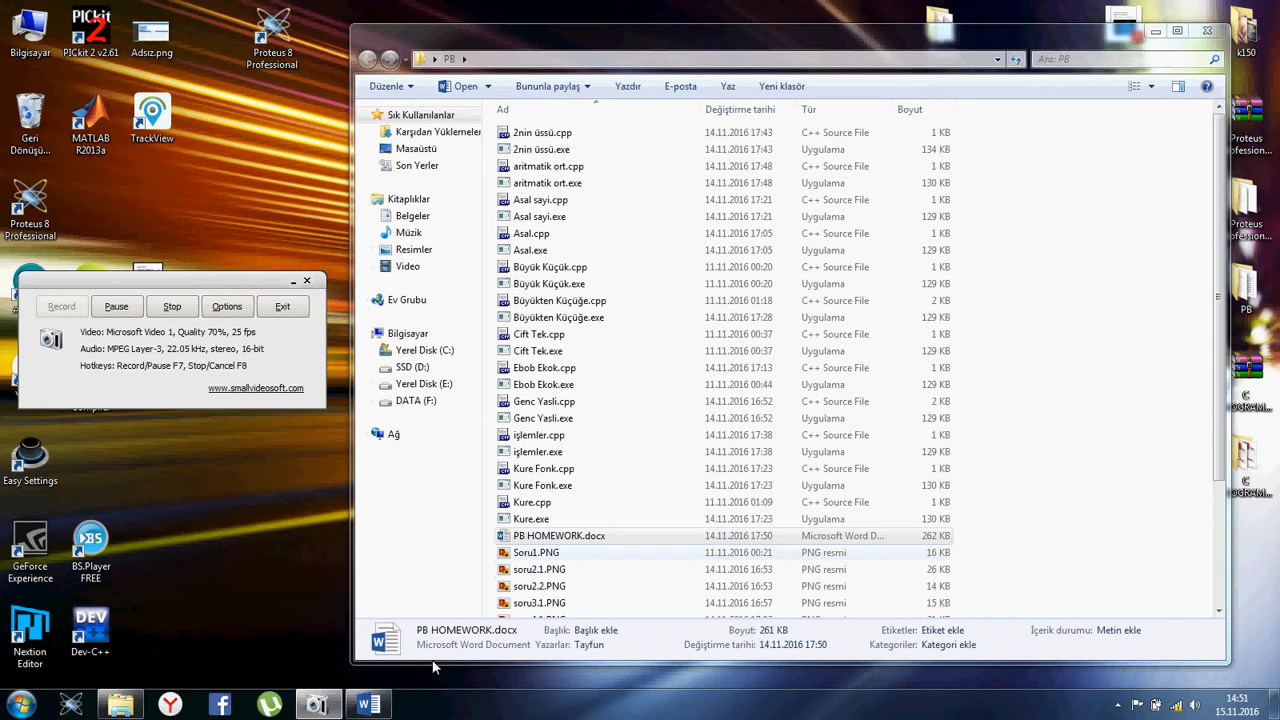 Bilgisayar
PICkit 2 v2.61
Adsız.png
Proteus 8
Professional
Geri
Dönüşü...
MATLAB
R2013a
TrackView
Proteus 8
Professional
Record
Pause
Stop
Options
Exit
Video: Microsoft Video 1, Quality 70%, 25 fps
Audio: MPEG Layer-3, 22.05 kHz, stereo, 16-bit
Hotkeys: Record/Pause F7, Stop/Cancel F8
www.smallvideosoft.com
Easy Settings
GeForce
Experience
BS.Player
FREE
Nextion
Editor
DEV
Dev-C++
PB
Ara: PB
Düzenle
Open
Bununla paylaş
Yazdır
E-posta
Yaz
Yeni klasör
Sık Kullanılanlar
Karşıdan Yüklemeler
Masaüstü
Son Yerler
Kitaplıklar
Belgeler
Müzik
Resimler
Video
Ev Grubu
Bilgisayar
Yerel Disk (C:)
SSD (D:)
Yerel Disk (E:)
DATA (F:)
Ağ
Ad Değiştirme tarihi Tür Boyut
2nin üssü.cpp 14.11.2016 17:43 C++ Source File 1 KB
2nin üssü.exe 14.11.2016 17:43 Uygulama 134 KB
aritmatik ort.cpp 14.11.2016 17:48 C++ Source File 1 KB
aritmatik ort.exe 14.11.2016 17:48 Uygulama 130 KB
Asal sayi.cpp 14.11.2016 17:21 C++ Source File 1 KB
Asal sayi.exe 14.11.2016 17:21 Uygulama 129 KB
Asal.cpp 14.11.2016 17:05 C++ Source File 1 KB
Asal.exe 14.11.2016 17:05 Uygulama 129 KB
Büyük Küçük.cpp 11.11.2016 00:20 C++ Source File 1 KB
Büyük Küçük.exe 11.11.2016 00:20 Uygulama 129 KB
Büyükten Küçüğe.cpp 11.11.2016 01:18 C++ Source File 2 KB
Büyükten Küçüğe.exe 14.11.2016 17:28 Uygulama 129 KB
Cift Tek.cpp 11.11.2016 00:37 C++ Source File 1 KB
Cift Tek.exe 11.11.2016 00:37 Uygulama 129 KB
Ebob Ekok.cpp 14.11.2016 17:13 C++ Source File 1 KB
Ebob Ekok.exe 11.11.2016 00:44 Uygulama 129 KB
Genc Yasli.cpp 14.11.2016 16:52 C++ Source File 2 KB
Genc Yasli.exe 14.11.2016 16:52 Uygulama 129 KB
işlemler.cpp 14.11.2016 17:38 C++ Source File 1 KB
işlemler.exe 14.11.2016 17:38 Uygulama 129 KB
Kure Fonk.cpp 14.11.2016 17:23 C++ Source File 1 KB
Kure Fonk.exe 14.11.2016 17:23 Uygulama 130 KB
Kure.cpp 11.11.2016 01:09 C++ Source File 1 KB
Kure.exe 14.11.2016 17:23 Uygulama 130 KB
PB HOMEWORK.docx 14.11.2016 17:50 Microsoft Word D... 262 KB
Soru1.PNG 11.11.2016 00:21 PNG resmi 16 KB
soru2.1.PNG 14.11.2016 16:53 PNG resmi 26 KB
soru2.2.PNG 14.11.2016 16:53 PNG resmi 14 KB
soru3.1.PNG 14.11.2016 16:57 PNG resmi 15 KB
PB HOMEWORK.docx Başlık: Başlık ekle Boyut: 261 KB Etiketler: Etiket ekle İçerik durumu: Metin ekle
Microsoft Word Document Yazarlar: Tayfun Değiştirme tarihi: 14.11.2016 17:50 Kategoriler: Kategori ekle
k150
Proteus
ofession...
Proteus
ofession...
PB
C
OGRAM...
C
OGRAM...
14:51
15.11.2016